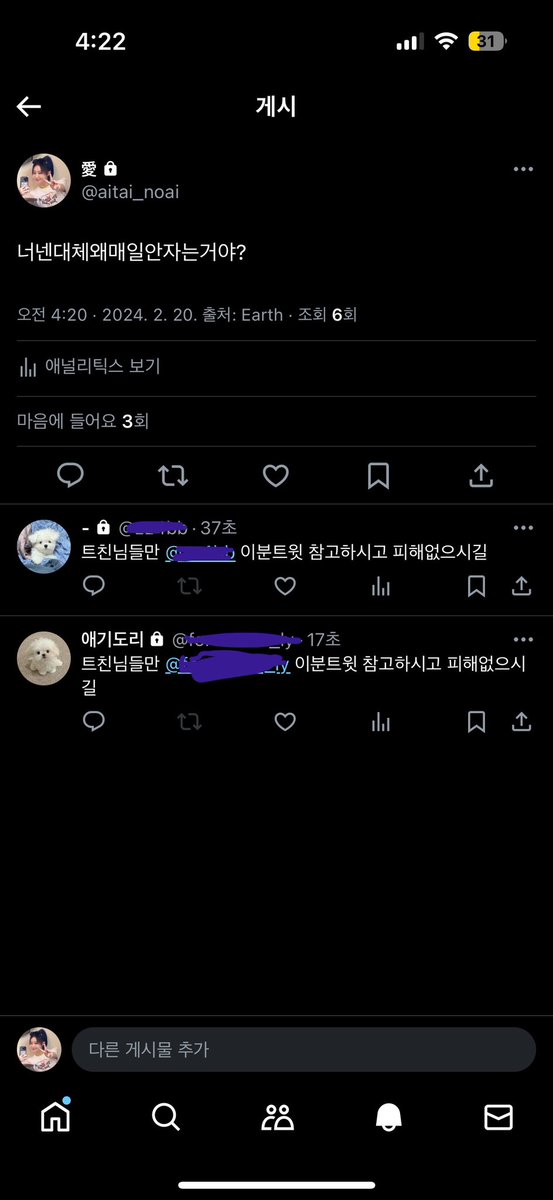 4:22
31
게시
愛
@aitai_noai
너넨대체왜매일안자는거야?
오전 4:20 · 2024. 2. 20. 출처: Earth · 조회 6회
애널리틱스 보기
마음에 들어요 3회
- @ · 37초
트친님들만 @ 이분트윗 참고하시고 피해없으시길
애기도리 @ · 17초
트친님들만 @ 이분트윗 참고하시고 피해없으시
길
다른 게시물 추가